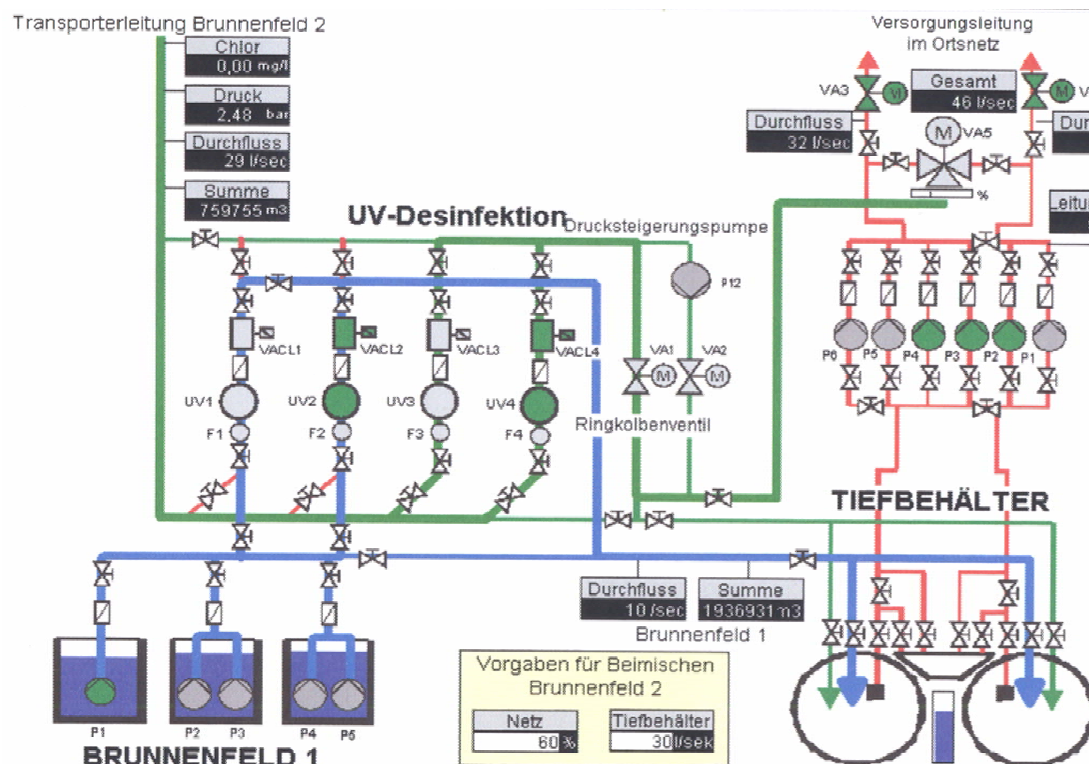 Transporterleitung Brunnenfeld 2
Chlor
0,00 mg/l
Druck
2,48 bar
Durchfluss
29 l/sec
Summe
759755 m3
Versorgungsleitung
im Ortsnetz
VA3
M
Gesamt
46 l/sec
M
Durchfluss
32 l/sec
M
VA5
%
UV-Desinfektion
Drucksteigerungspumpe
P12
VACL1
VACL2
VACL3
VACL4
VA1
M
VA2
M
UV1
UV2
UV3
UV4
F1
F2
F3
F4
Ringkolbenventil
P6
P5
P4
P3
P2
P1
TIEFBEHÄLTER
Durchfluss
10 /sec
Summe
1936931 m3
Brunnenfeld 1
P1
P2
P3
P4
P5
BRUNNENFELD 1
Vorgaben für Beimischen
Brunnenfeld 2
Netz
60 %
Tiefbehälter
30 l/sek